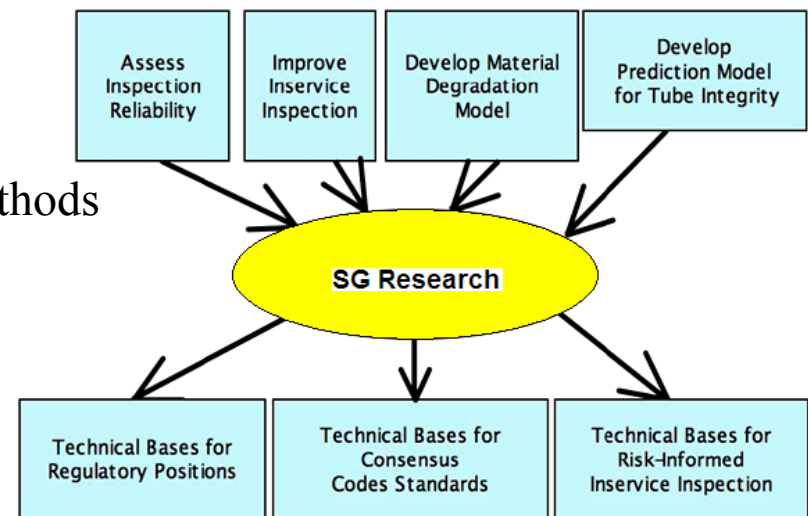 Assess
Inspection
Reliability
Improve
Inservice
Inspection
Develop Material
Degradation
Model
Develop
Prediction Model
for Tube Integrity
SG Research
Technical Bases for
Regulatory Positions
Technical Bases for
Consensus
Codes Standards
Technical Bases for
Risk-Informed
Inservice Inspection